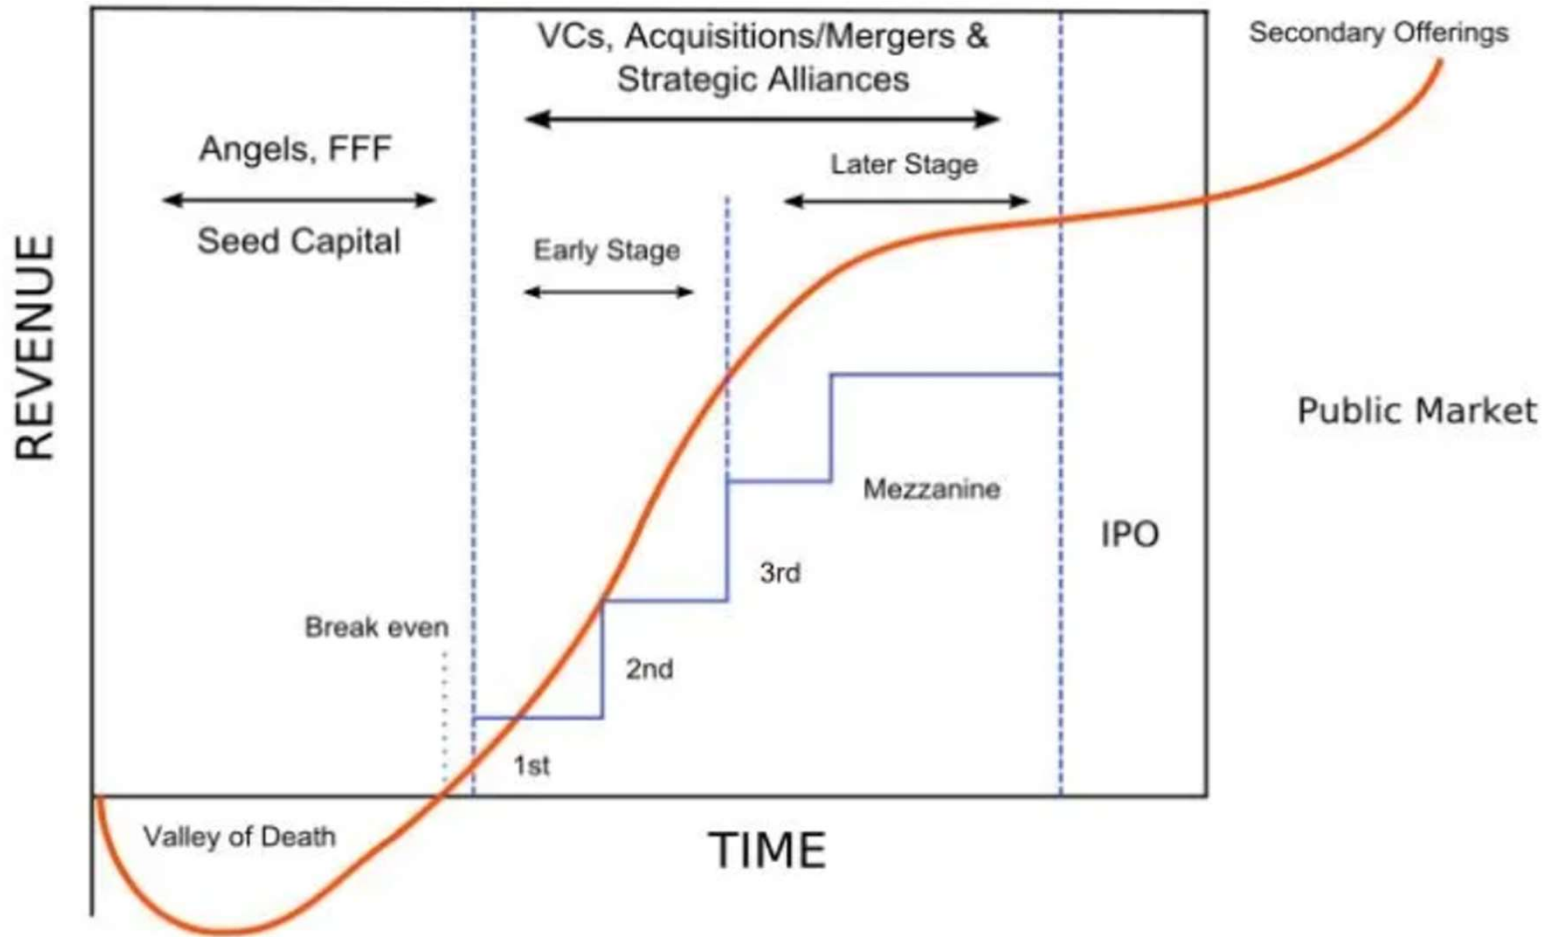 VCs, Acquisitions/Mergers &
Strategic Alliances
Secondary Offerings
Angels, FFF
Seed Capital
Later Stage
Early Stage
REVENUE
Public Market
Mezzanine
IPO
3rd
Break even
2nd
1st
Valley of Death
TIME